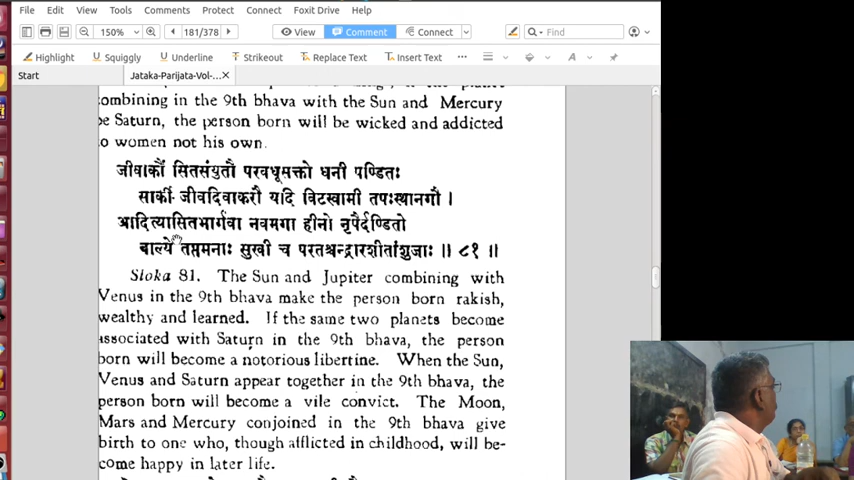 File Edit View Tools Comments Protect Connect Foxit Drive Help
150% 181/378 View Comment Connect Find
Highlight Squiggly Underline Strikeout Replace Text Insert Text
Start Jataka-Parijata-Vol-...
combining in the 9th bhava with the Sun and Mercury
be Saturn, the person born will be wicked and addicted
to women not his own.
जीवार्कौ सितसंयुतौ परवधूसक्तो धनी पण्डितः
सार्की जीवदिवाकरौ यदि विटस्वामी तपःस्थानगौ ।
आदित्यासितभार्गवा नवमगा हीनो नृपैर्दण्डितो
बाल्ये तप्तमनाः सुखी च परतश्चन्द्रारशीतांशुजाः ॥ ८१ ॥
Sloka 81. The Sun and Jupiter combining with
Venus in the 9th bhava make the person born rakish,
wealthy and learned. If the same two planets become
associated with Saturn in the 9th bhava, the person
born will become a notorious libertine. When the Sun,
Venus and Saturn appear together in the 9th bhava, the
person born will become a vile convict. The Moon,
Mars and Mercury conjoined in the 9th bhava give
birth to one who, though afflicted in childhood, will be-
come happy in later life.